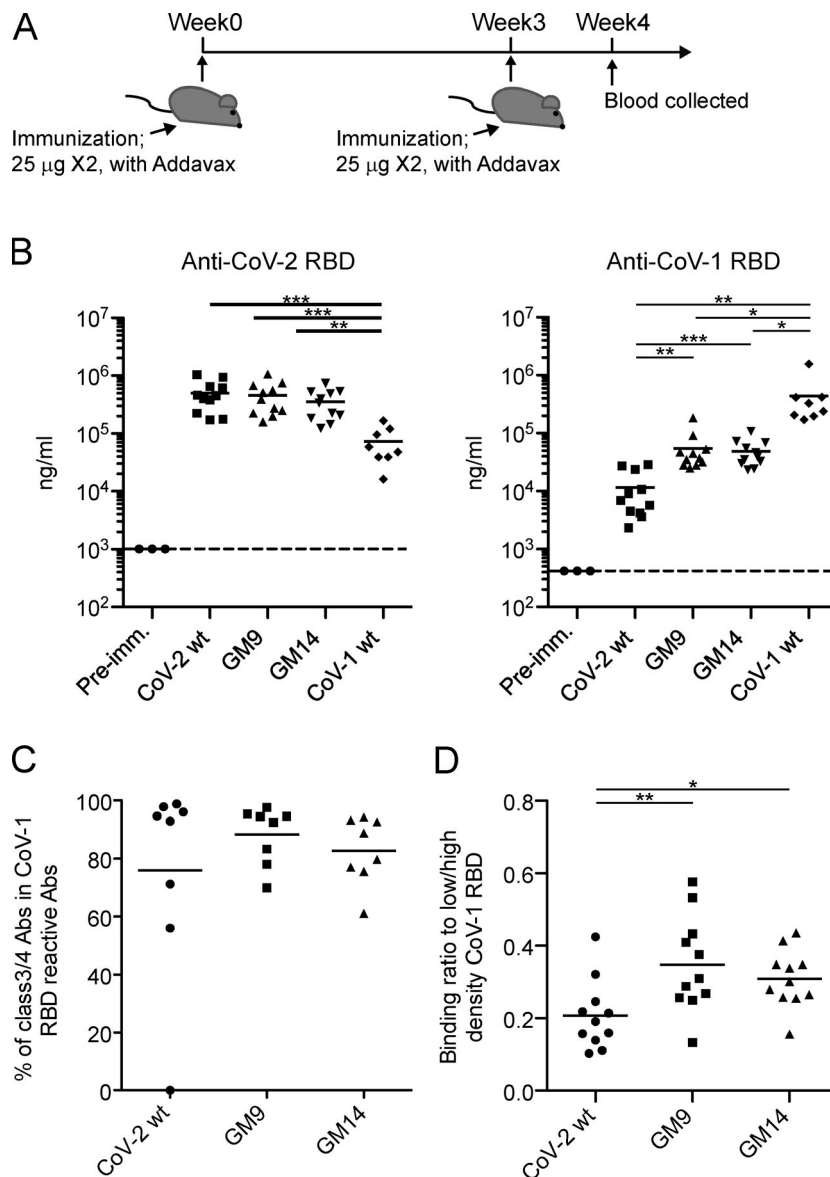 A
Week0
Week3
Week4
Immunization;
25 µg X2, with Addavax
Immunization;
25 µg X2, with Addavax
Blood collected
B
Anti-CoV-2 RBD
***
***
**
ng/ml
10⁷
10⁶
10⁵
10⁴
10³
10²
Pre-imm.
CoV-2 wt
GM9
GM14
CoV-1 wt
Anti-CoV-1 RBD
**
*
***
*
**
ng/ml
10⁷
10⁶
10⁵
10⁴
10³
10²
Pre-imm.
CoV-2 wt
GM9
GM14
CoV-1 wt
C
% of class3/4 Abs in CoV-1
RBD reactive Abs
100
80
60
40
20
0
CoV-2 wt
GM9
GM14
D
*
**
Binding ratio to low/high
density CoV-1 RBD
0.8
0.6
0.4
0.2
0.0
CoV-2 wt
GM9
GM14